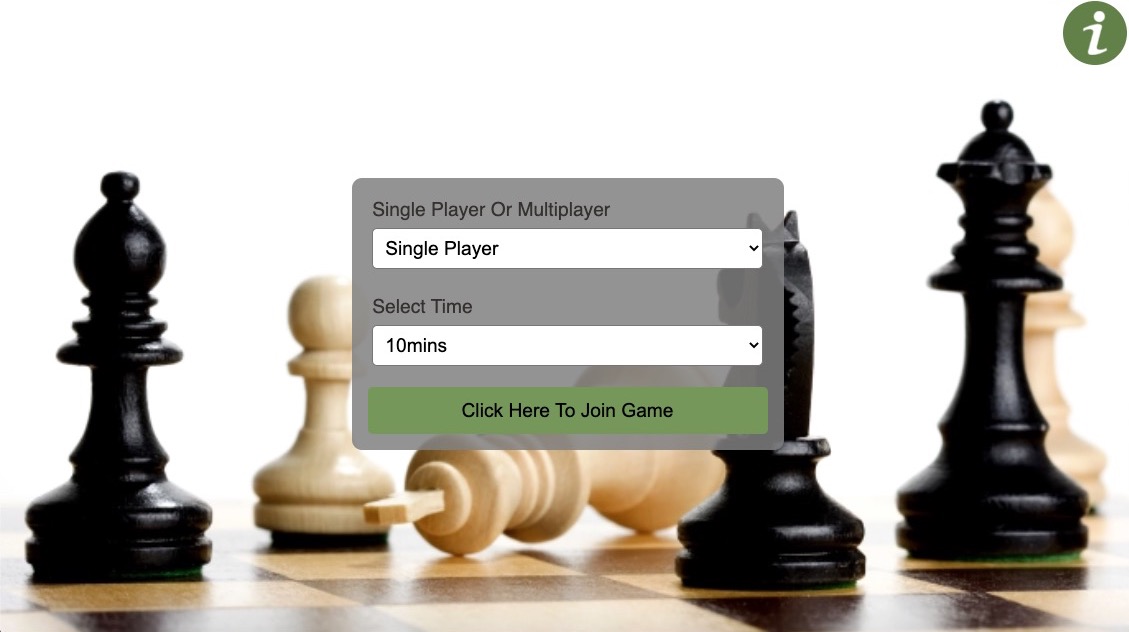 i
Single Player Or Multiplayer
Single Player
Select Time
10mins
Click Here To Join Game